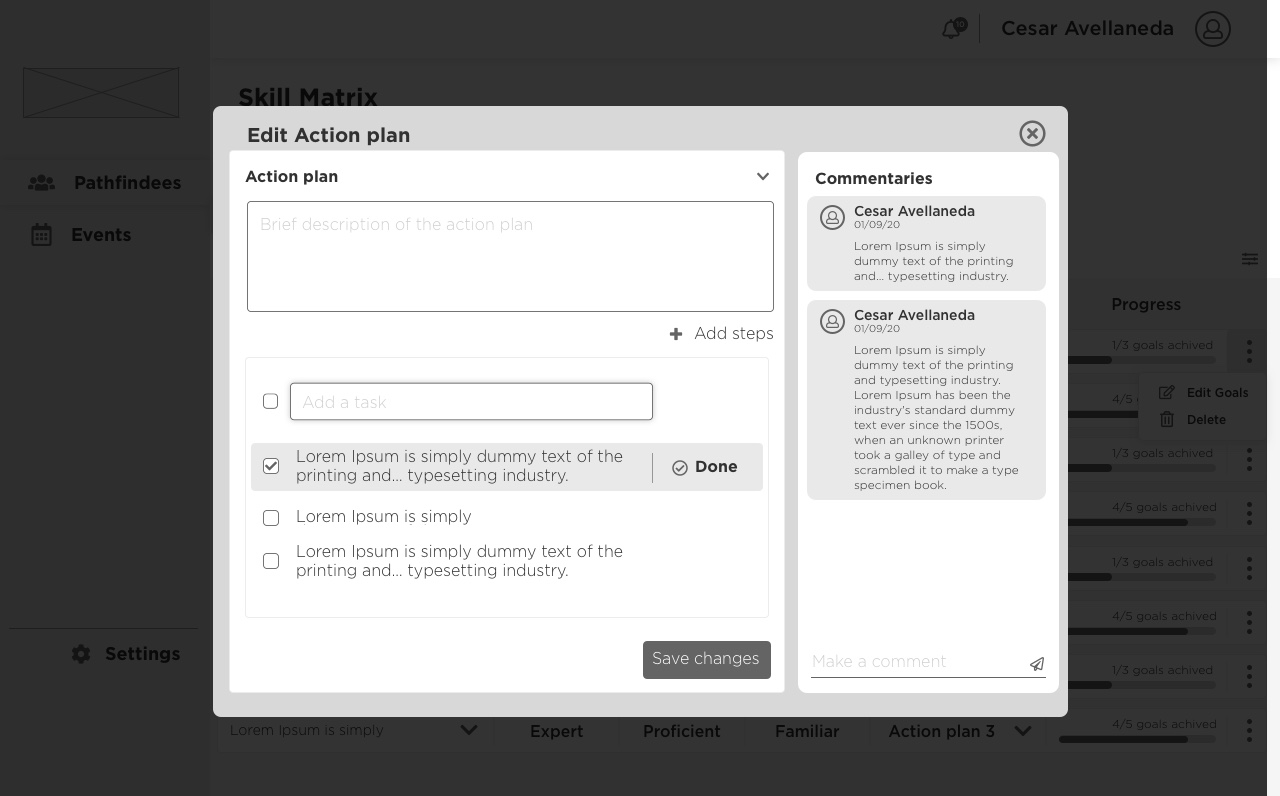 10
Cesar Avellaneda
Skill Matrix
Pathfindees
Events
Settings
Edit Action plan
Action plan
Brief description of the action plan
Add steps
Add a task
Lorem Ipsum is simply dummy text of the
printing and... typesetting industry.
Done
Lorem Ipsum is simply
Lorem Ipsum is simply dummy text of the
printing and... typesetting industry.
Save changes
Commentaries
Cesar Avellaneda
01/09/20
Lorem Ipsum is simply
dummy text of the printing
and... typesetting industry.
Cesar Avellaneda
01/09/20
Lorem Ipsum is simply
dummy text of the printing
and typesetting industry.
Lorem Ipsum has been the
industry's standard dummy
text ever since the 1500s,
when an unknown printer
took a galley of type and
scrambled it to make a type
specimen book.
Make a comment
Progress
1/3 goals achived
4/5
Edit Goals
Delete
1/3 goals achived
4/5 goals achived
1/3 goals achived
4/5 goals achived
1/3 goals achived
Lorem Ipsum is simply
Expert
Proficient
Familiar
Action plan 3
4/5 goals achived